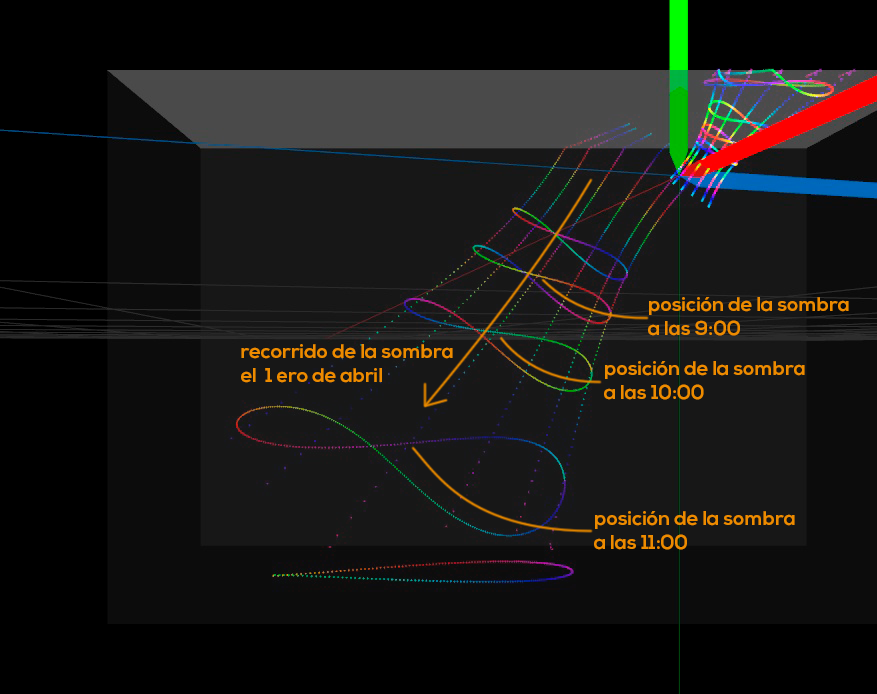 posición de la sombra
a las 9:00
recorrido de la sombra
el 1 ero de abril
posición de la sombra
a las 10:00
posición de la sombra
a las 11:00